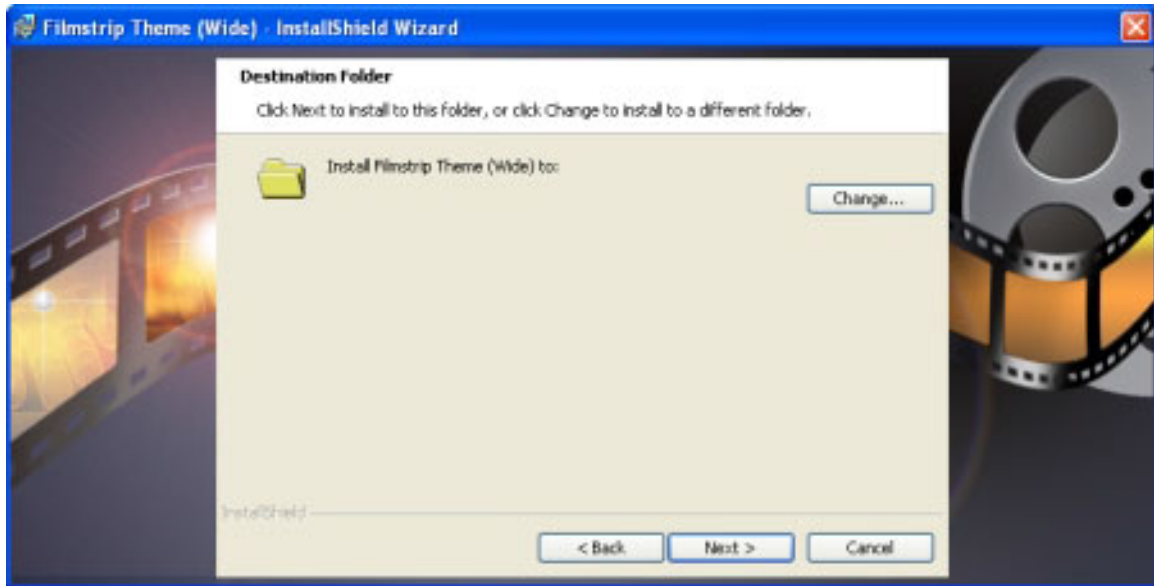 Filmstrip Theme (Wide) - InstallShield Wizard
Destination Folder
Click Next to install to this folder, or click Change to install to a different folder.
Install Filmstrip Theme (Wide) to:
Change...
InstallShield
< Back
Next >
Cancel